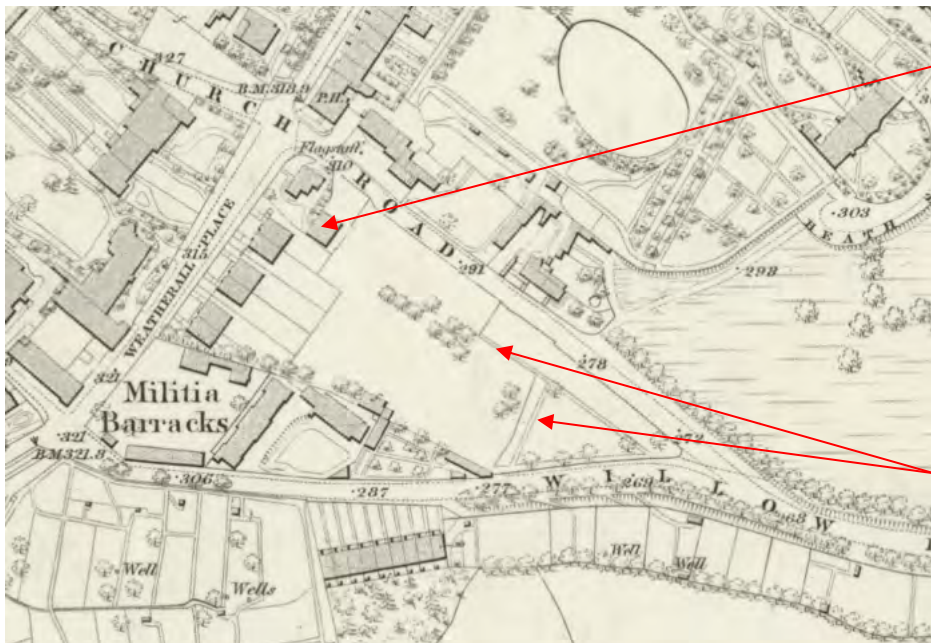 CHURCH
327
B.M.318.9
P.H.
Flagstaff
310
ROAD
303
HEATH S
298
291
315
WEATHERALL PLACE
278
321
Militia
Barracks
272
321
B.M.321.8
306
287
277
WILLOW
269
268
Well
Wells
Well
Well